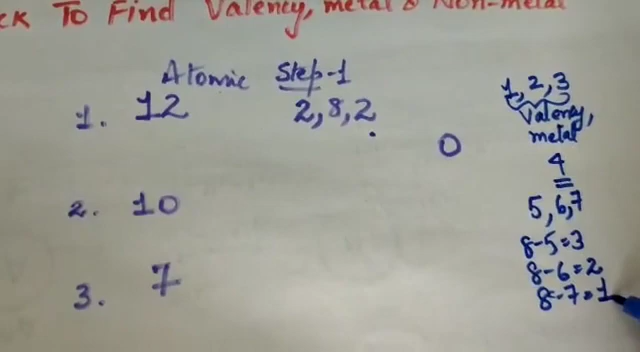 ck To Find Valency, metal & Non-metal
Atomic Step-1
1. 12 2,8,2
2. 10
3. 7
0
1,2,3
Valency,
metal
4
5,6,7
8-5=3
8-6=2
8-7=1